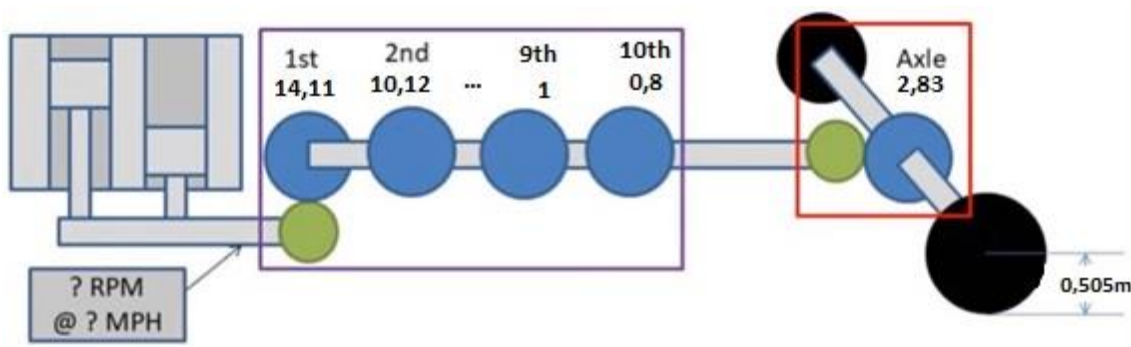 1st
14,11
2nd
10,12
...
9th
1
10th
0,8
Axle
2,83
? RPM
@ ? MPH
0,505m